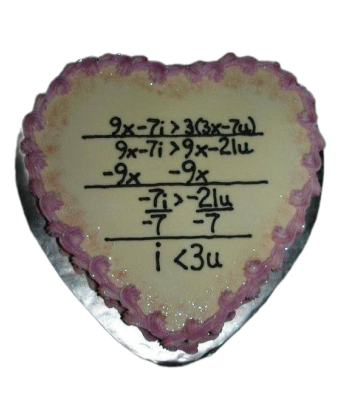 9x-7i > 3(3x-7u)
9x-7i > 9x-21u
-9x -9x
-7i > -21u
-7 -7
i <3u